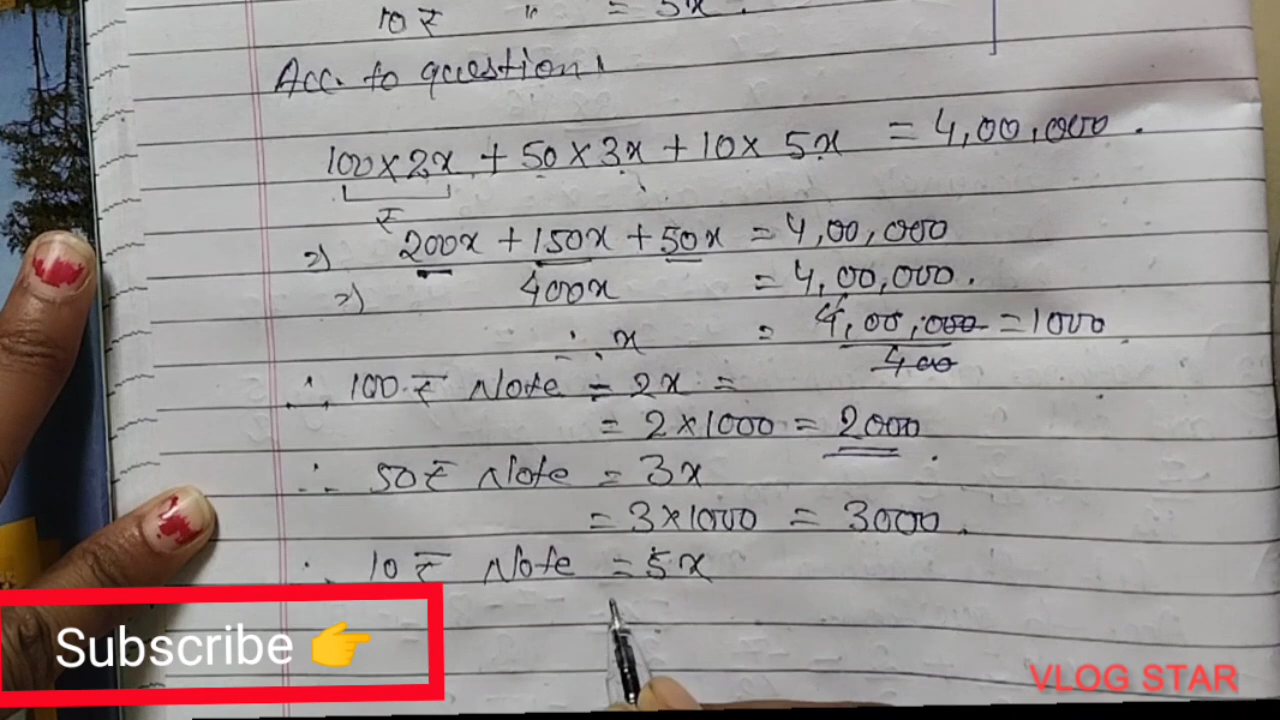 10 ₹ " = 5x.
Acc. to question,
100 × 2x + 50 × 3x + 10 × 5x = 4,00,000.
₹
⇒) 200x + 150x + 50x = 4,00,000
⇒) 400x = 4,00,000.
∴ x = 4,00,000/400 = 1000
∴ 100 ₹ Note = 2x =
= 2 × 1000 = 2000.
∴ 50 ₹ Note = 3x
= 3 × 1000 = 3000.
∴ 10 ₹ Note = 5x
Subscribe 👉
VLOG STAR